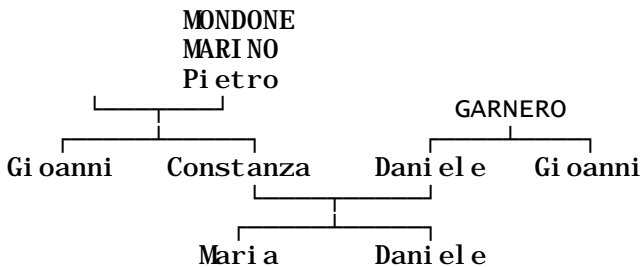 MONDONE
MARINO
Pietro
GARNERO
Gioanni Constanza Daniele Gioanni
Maria Daniele